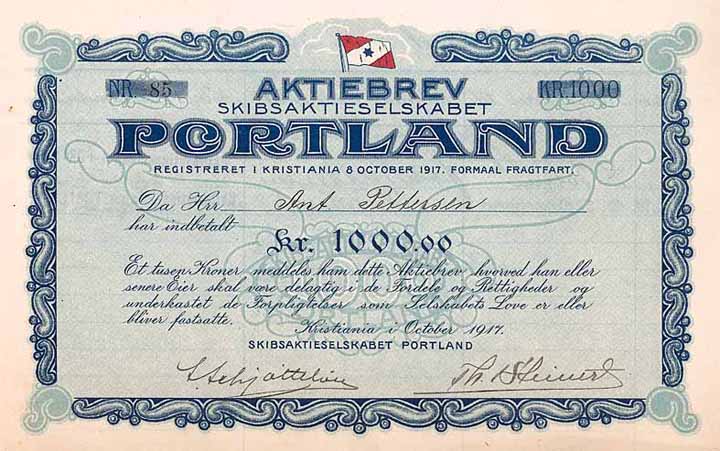 NR 85
KR.1000
AKTIEBREV
SKIBSAKTIESELSKABET
PORTLAND
REGISTRERET I KRISTIANIA 8 OCTOBER 1917. FORMAAL FRAGTFART.
Da Hrr. Ant Pettersen
har indbetalt
Kr. 1000.00
Et tusen Kroner meddeles ham dette Aktiebrev, hvorved han eller
senere Eier skal være delagtig i de Fordele og Rettigheder og
underkastet de Forpligtelser som Selskabets Love er eller
bliver fastsatte. Kristiania i October 1917.
SKIBSAKTIESELSKABET PORTLAND